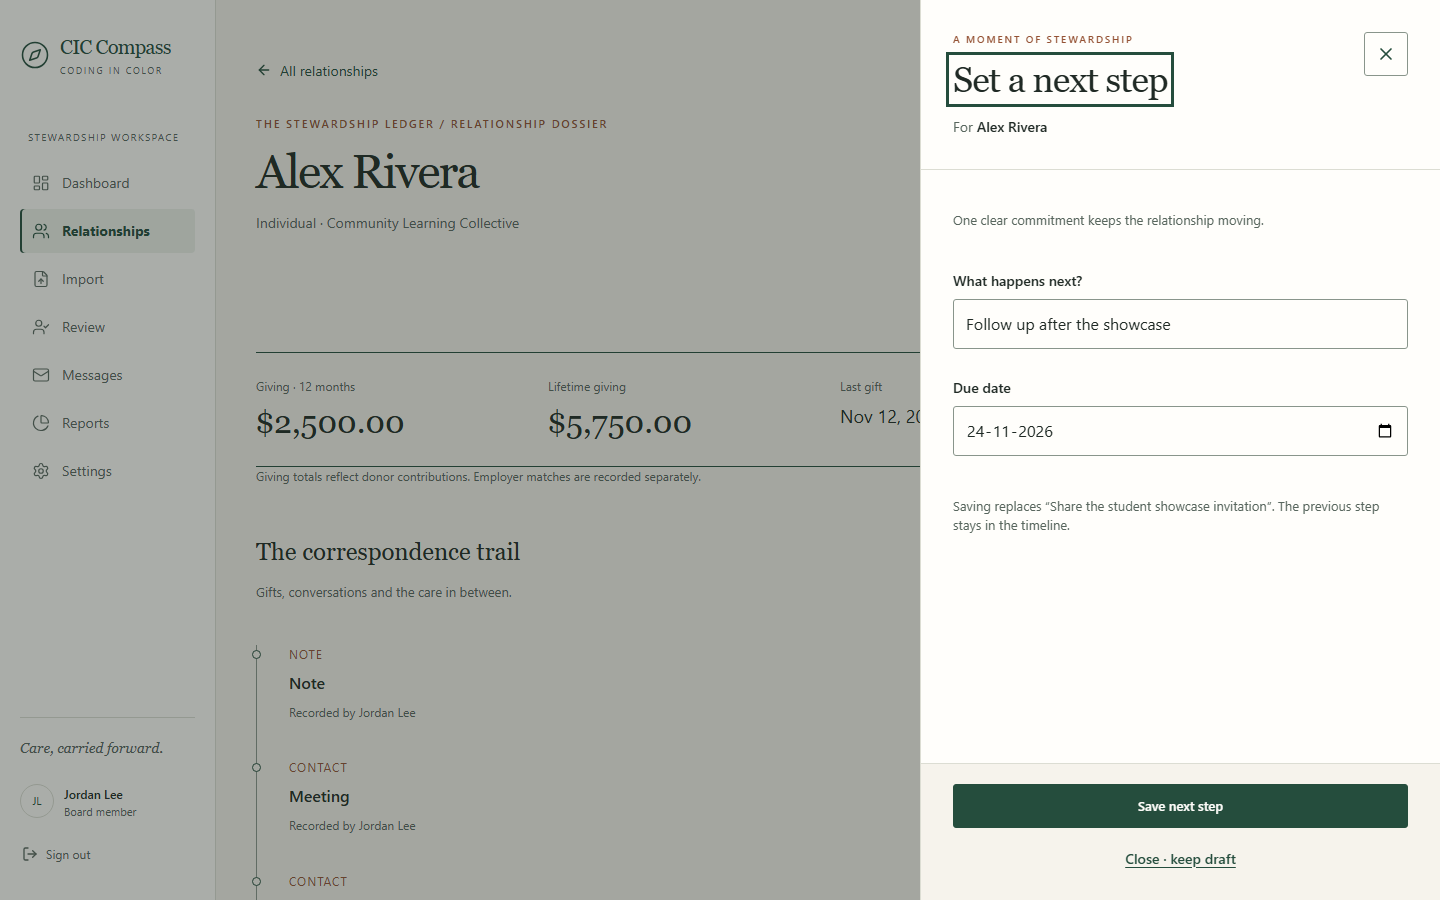 CIC Compass
CODING IN COLOR
STEWARDSHIP WORKSPACE
Dashboard
Relationships
Import
Review
Messages
Reports
Settings
Care, carried forward.
JL
Jordan Lee
Board member
Sign out
All relationships
THE STEWARDSHIP LEDGER / RELATIONSHIP DOSSIER
Alex Rivera
Individual · Community Learning Collective
Giving · 12 months
$2,500.00
Lifetime giving
$5,750.00
Last gift
Nov 12, 20
Giving totals reflect donor contributions. Employer matches are recorded separately.
The correspondence trail
Gifts, conversations and the care in between.
NOTE
Note
Recorded by Jordan Lee
CONTACT
Meeting
Recorded by Jordan Lee
CONTACT
A MOMENT OF STEWARDSHIP
Set a next step
For Alex Rivera
One clear commitment keeps the relationship moving.
What happens next?
Follow up after the showcase
Due date
24-11-2026
Saving replaces “Share the student showcase invitation”. The previous step
stays in the timeline.
Save next step
Close · keep draft